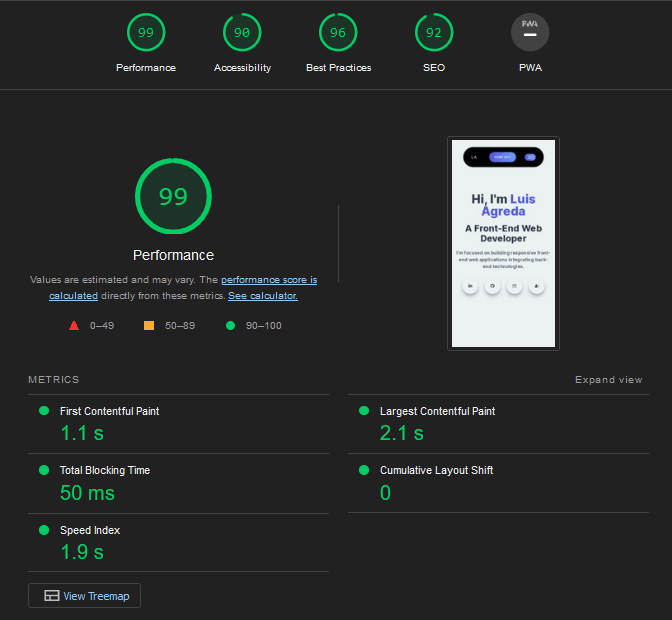 99
90
96
92
PWA
Performance
Accessibility
Best Practices
SEO
PWA
99
Performance
Values are estimated and may vary. The performance score is
calculated directly from these metrics. See calculator.
0–49
50–89
90–100
LA
Hi, I'm Luis
Agreda
A Front-End Web
Developer
I'm focused on building responsive front-
end web applications integrating back-
end technologies.
METRICS
Expand view
First Contentful Paint
1.1 s
Largest Contentful Paint
2.1 s
Total Blocking Time
50 ms
Cumulative Layout Shift
0
Speed Index
1.9 s
View Treemap